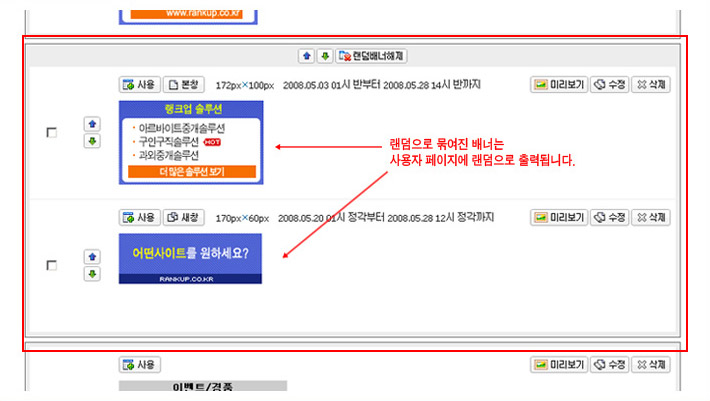 www.rankup.co.kr
랜덤배너해제
사용 본창 172px×100px 2008.05.03 01시 반부터 2008.05.28 14시 반까지 미리보기 수정 삭제
랭크업 솔루션
· 아르바이트중개솔루션
· 구인구직솔루션 HOT
· 과외중개솔루션
더 많은 솔루션 보기
랜덤으로 묶여진 배너는
사용자 페이지에 랜덤으로 출력됩니다.
사용 새창 170px×60px 2008.05.20 01시 정각부터 2008.05.28 12시 정각까지 미리보기 수정 삭제
어떤사이트를 원하세요?
RANKUP.CO.KR
사용 미리보기 수정 삭제
이벤트/경품